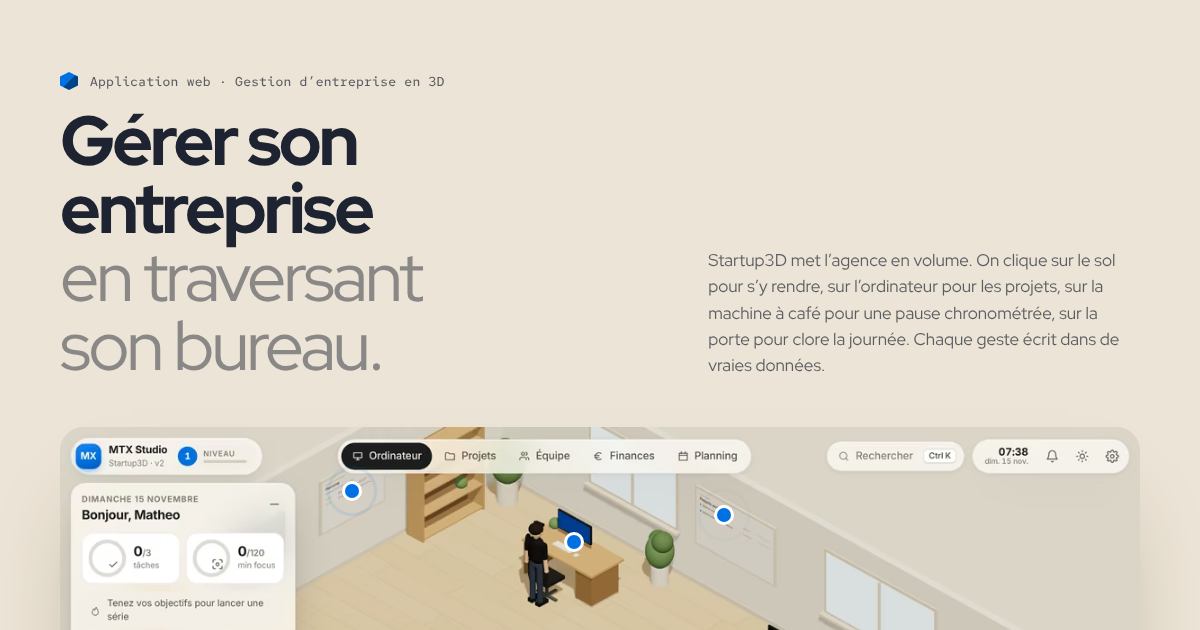 Application web · Gestion d’entreprise en 3D
Gérer son
entreprise
en traversant
son bureau.
Startup3D met l’agence en volume. On clique sur le sol
pour s’y rendre, sur l’ordinateur pour les projets, sur la
machine à café pour une pause chronométrée, sur la
porte pour clore la journée. Chaque geste écrit dans de
vraies données.
MX
MTX Studio
Startup3D · v2
1
NIVEAU
Ordinateur
Projets
Équipe
Finances
Planning
Rechercher
Ctrl K
07:38
dim. 15 nov.
DIMANCHE 15 NOVEMBRE
Bonjour, Matheo
0/3
tâches
0/120
min focus
Tenez vos objectifs pour lancer une
série